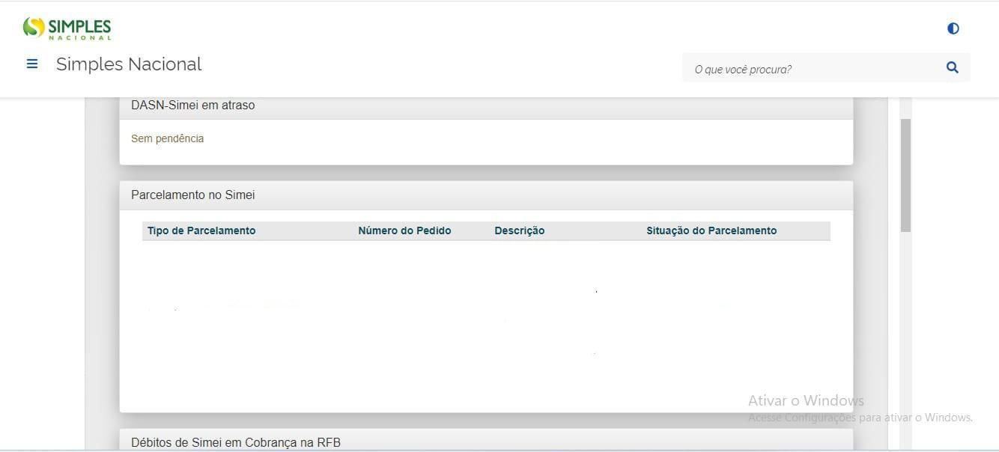 SIMPLES
NACIONAL
Simples Nacional
O que você procura?
DASN-Simei em atraso
Sem pendência
Parcelamento no Simei
Tipo de Parcelamento Número do Pedido Descrição Situação do Parcelamento
Ativar o Windows
Acesse Configurações para ativar o Windows.
Débitos de Simei em Cobrança na RFB